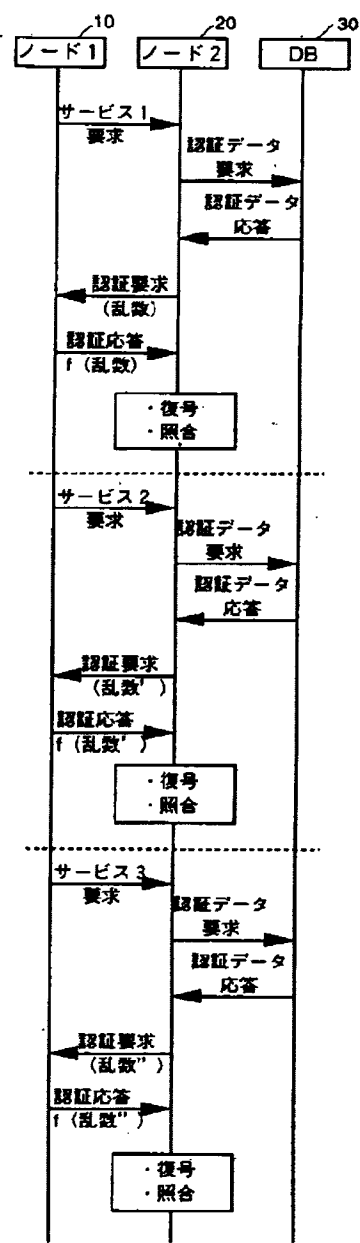 10
20
30
ノード1
ノード2
DB
サービス1
要求
認証データ
要求
認証データ
応答
認証要求
(乱数)
認証応答
f(乱数)
・復号
・照合
サービス2
要求
認証データ
要求
認証データ
応答
認証要求
(乱数')
認証応答
f(乱数')
・復号
・照合
サービス3
要求
認証データ
要求
認証データ
応答
認証要求
(乱数")
認証応答
f(乱数")
・復号
・照合